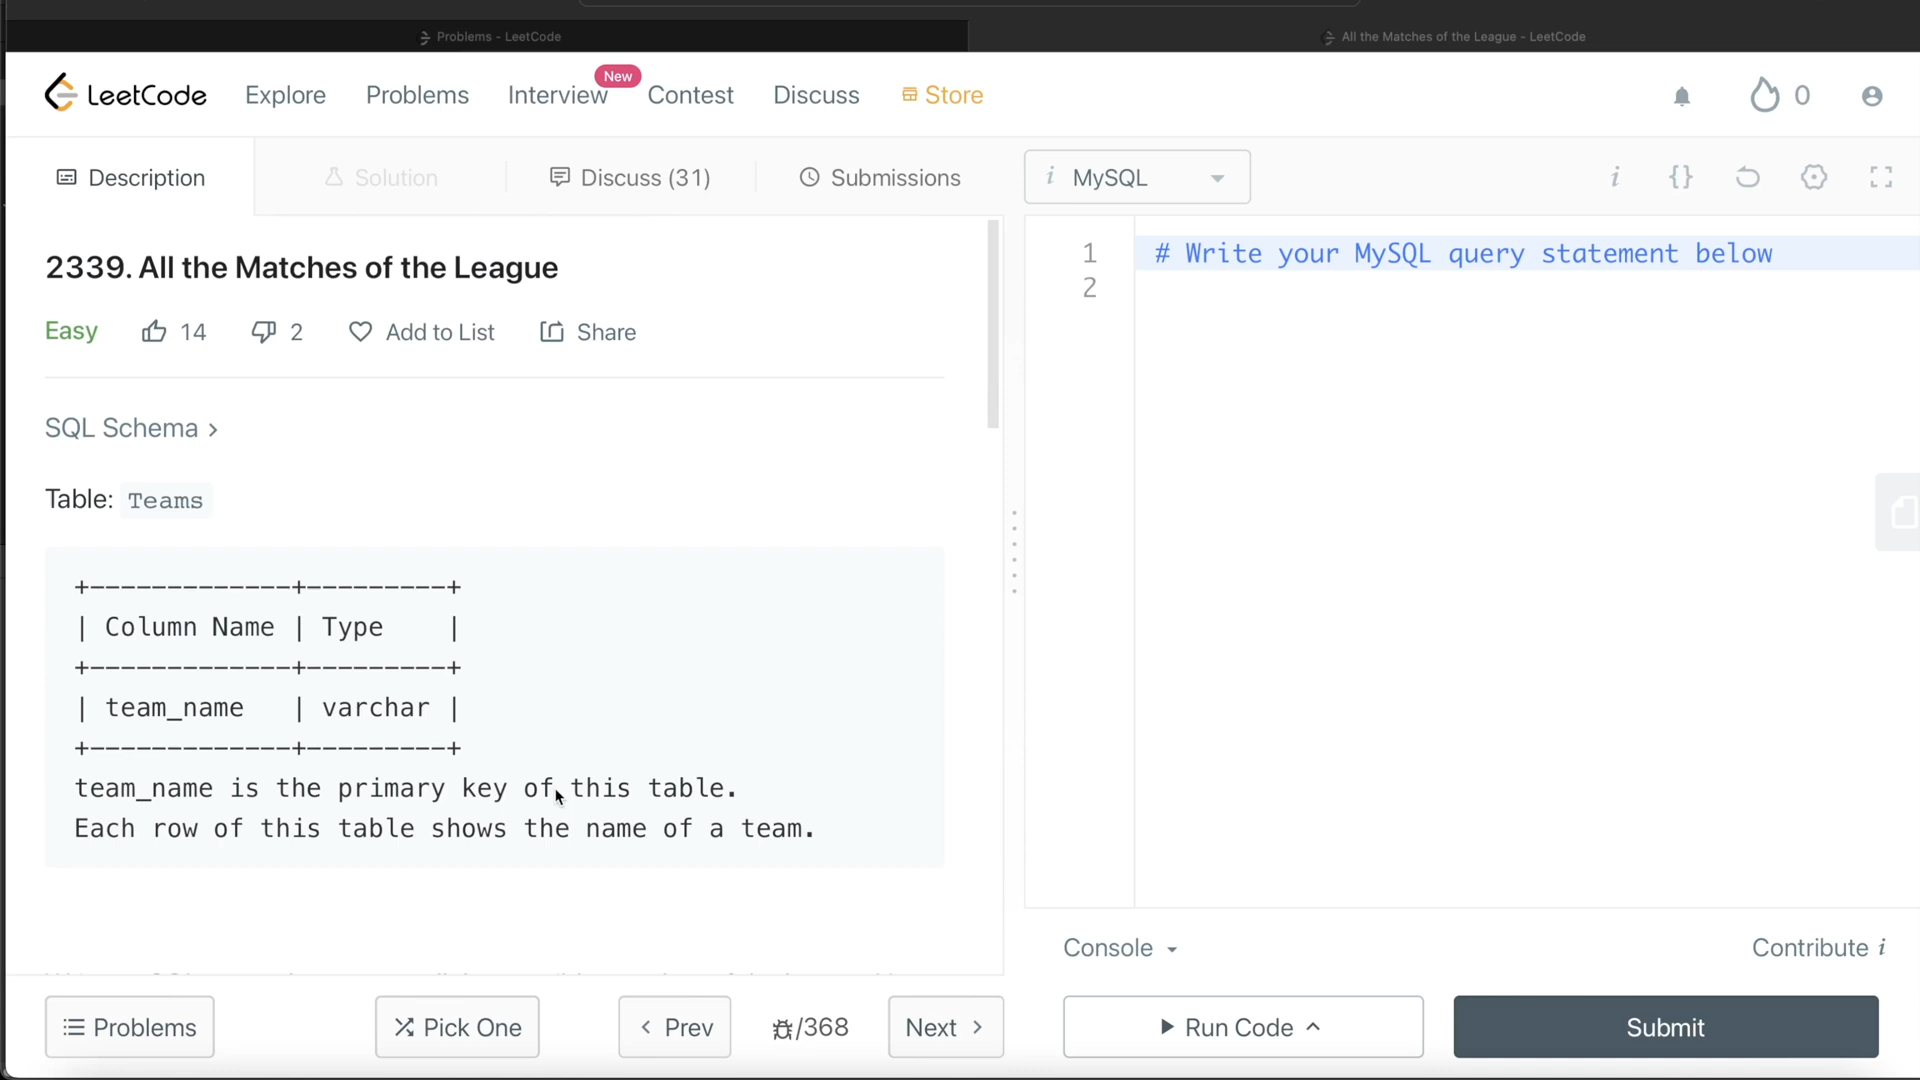 Problems - LeetCode
All the Matches of the League - LeetCode
LeetCode Explore Problems Interview New Contest Discuss Store 0
Description Solution Discuss (31) Submissions
i MySQL i {}
2339. All the Matches of the League
Easy 14 2 Add to List Share
SQL Schema >
Table: Teams
+-------------+---------+
| Column Name | Type    |
+-------------+---------+
| team_name   | varchar |
+-------------+---------+
team_name is the primary key of this table.
Each row of this table shows the name of a team.
1 # Write your MySQL query statement below
2
Console Contribute i
Problems Pick One < Prev /368 Next > Run Code Submit